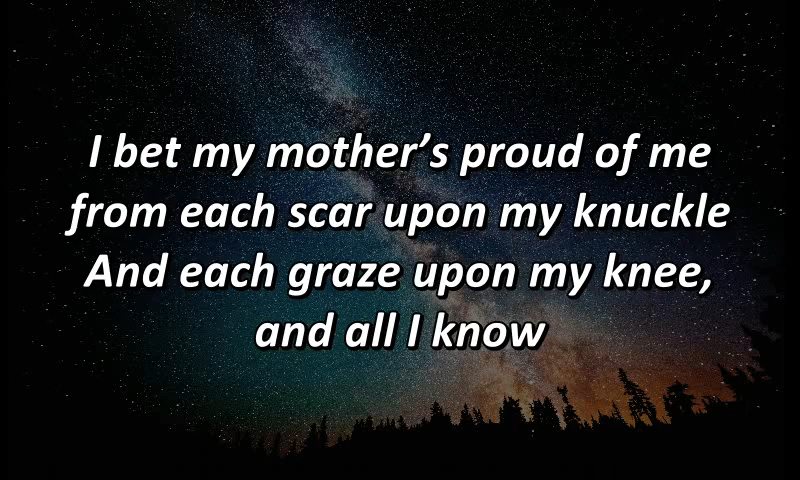 I bet my mother’s proud of me
from each scar upon my knuckle
And each graze upon my knee,
and all I know